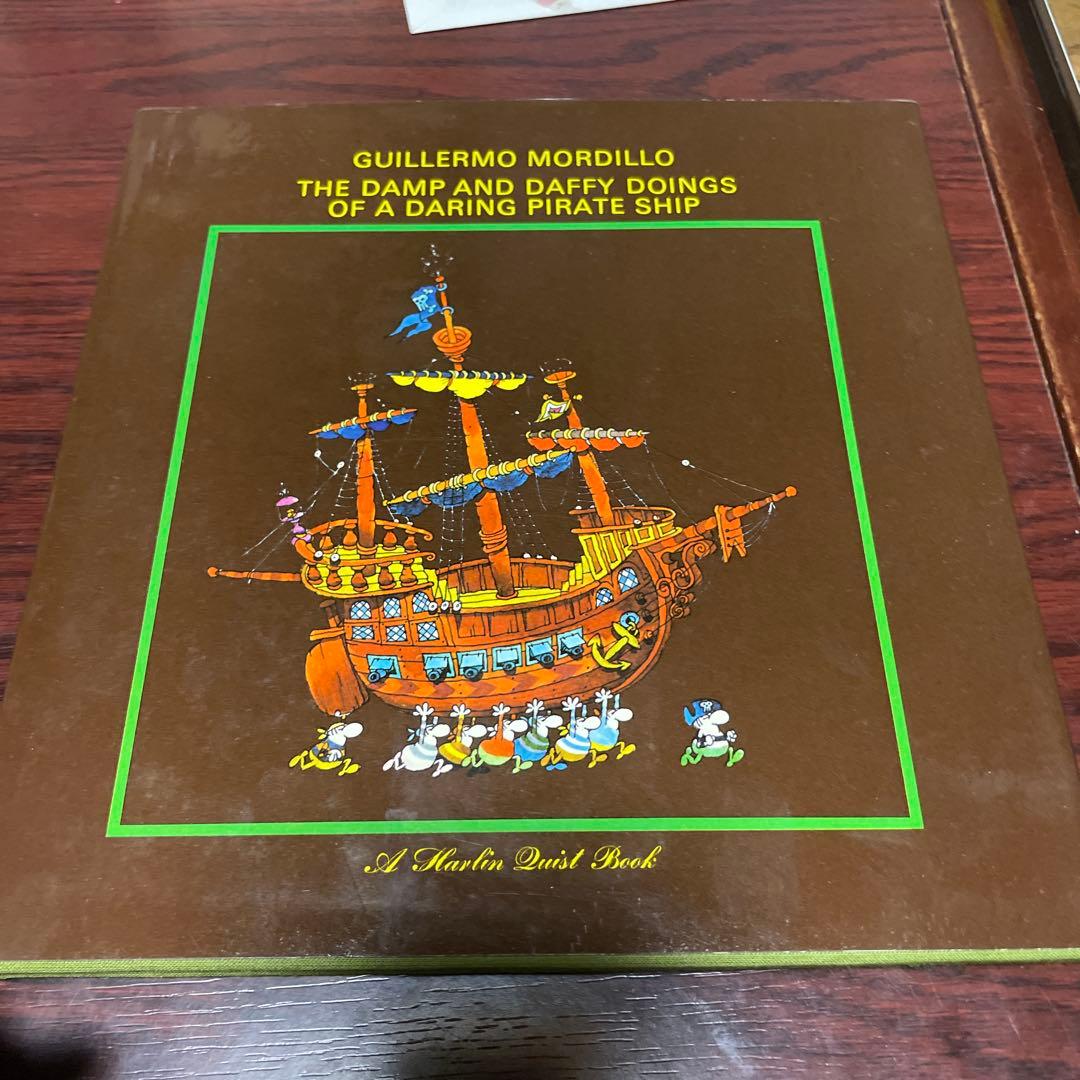 GUILLERMO MORDILLO
THE DAMP AND DAFFY DOINGS
OF A DARING PIRATE SHIP
A Harlin Quist Book